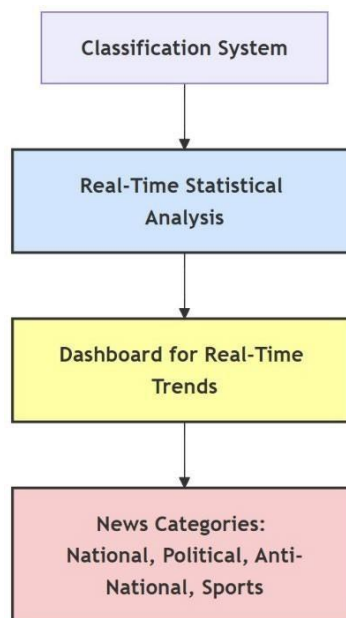 Classification System
Real-Time Statistical
Analysis
Dashboard for Real-Time
Trends
News Categories:
National, Political, Anti-
National, Sports